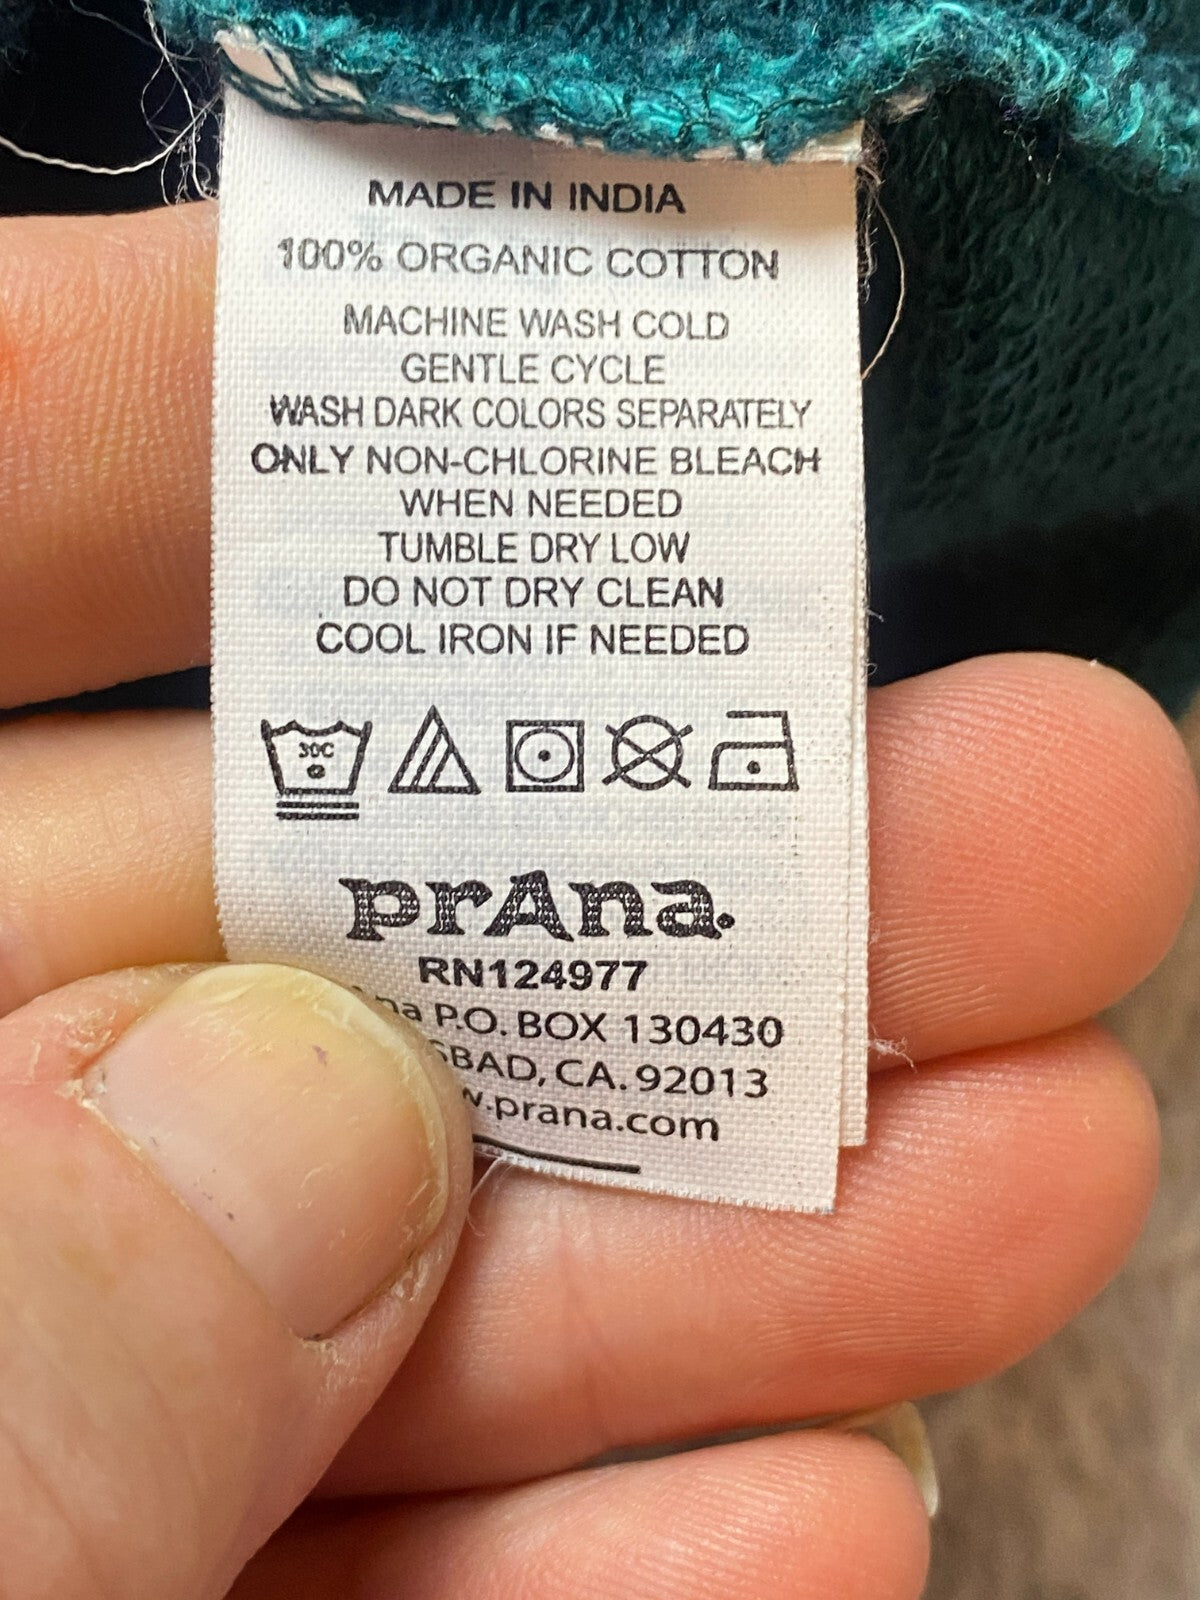 MADE IN INDIA
100% ORGANIC COTTON
MACHINE WASH COLD
GENTLE CYCLE
WASH DARK COLORS SEPARATELY
ONLY NON-CHLORINE BLEACH
WHEN NEEDED
TUMBLE DRY LOW
DO NOT DRY CLEAN
COOL IRON IF NEEDED
30C
prAna.
RN124977
P.O. BOX 130430
CA. 92013
.prana.com